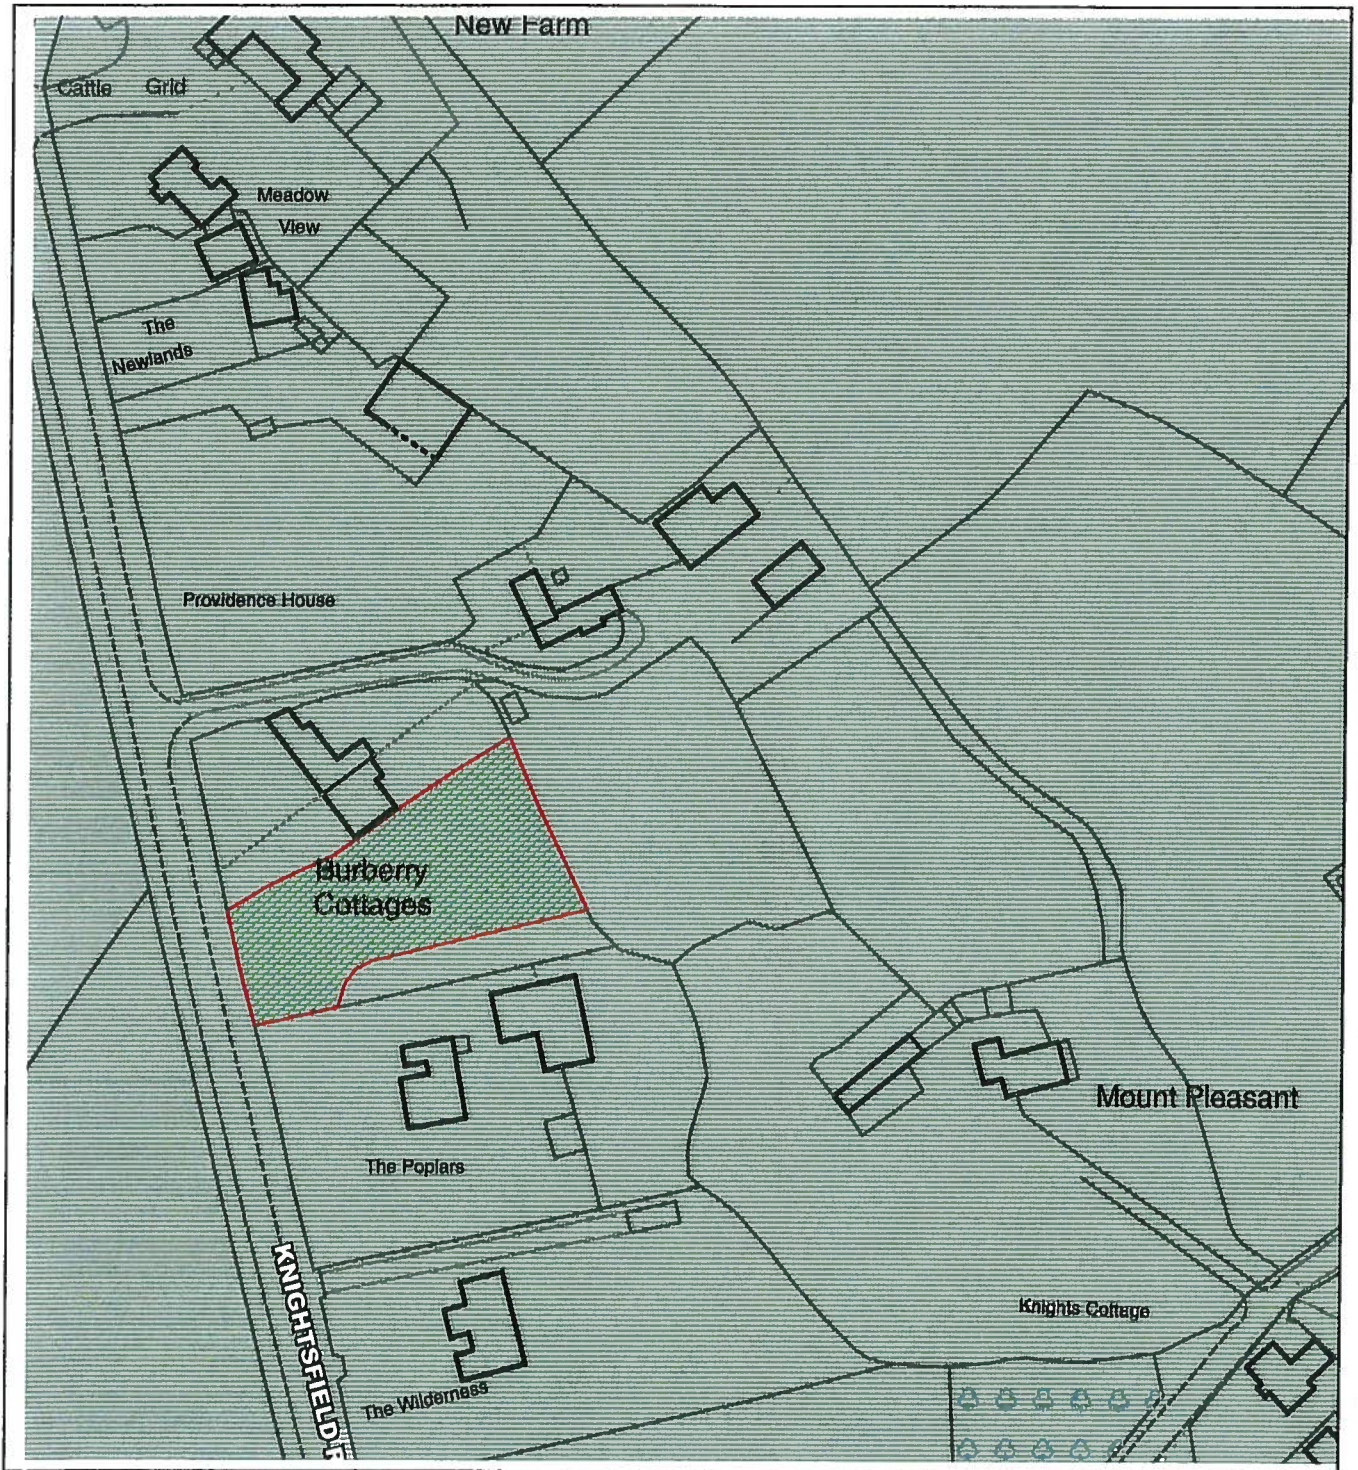 New Farm
Cattle Grid
Meadow
View
The
Newlands
Providence House
Burberry
Cottages
Mount Pleasant
The Poplars
KNIGHTSFIELD R
Knights Cottage
The Wilderness